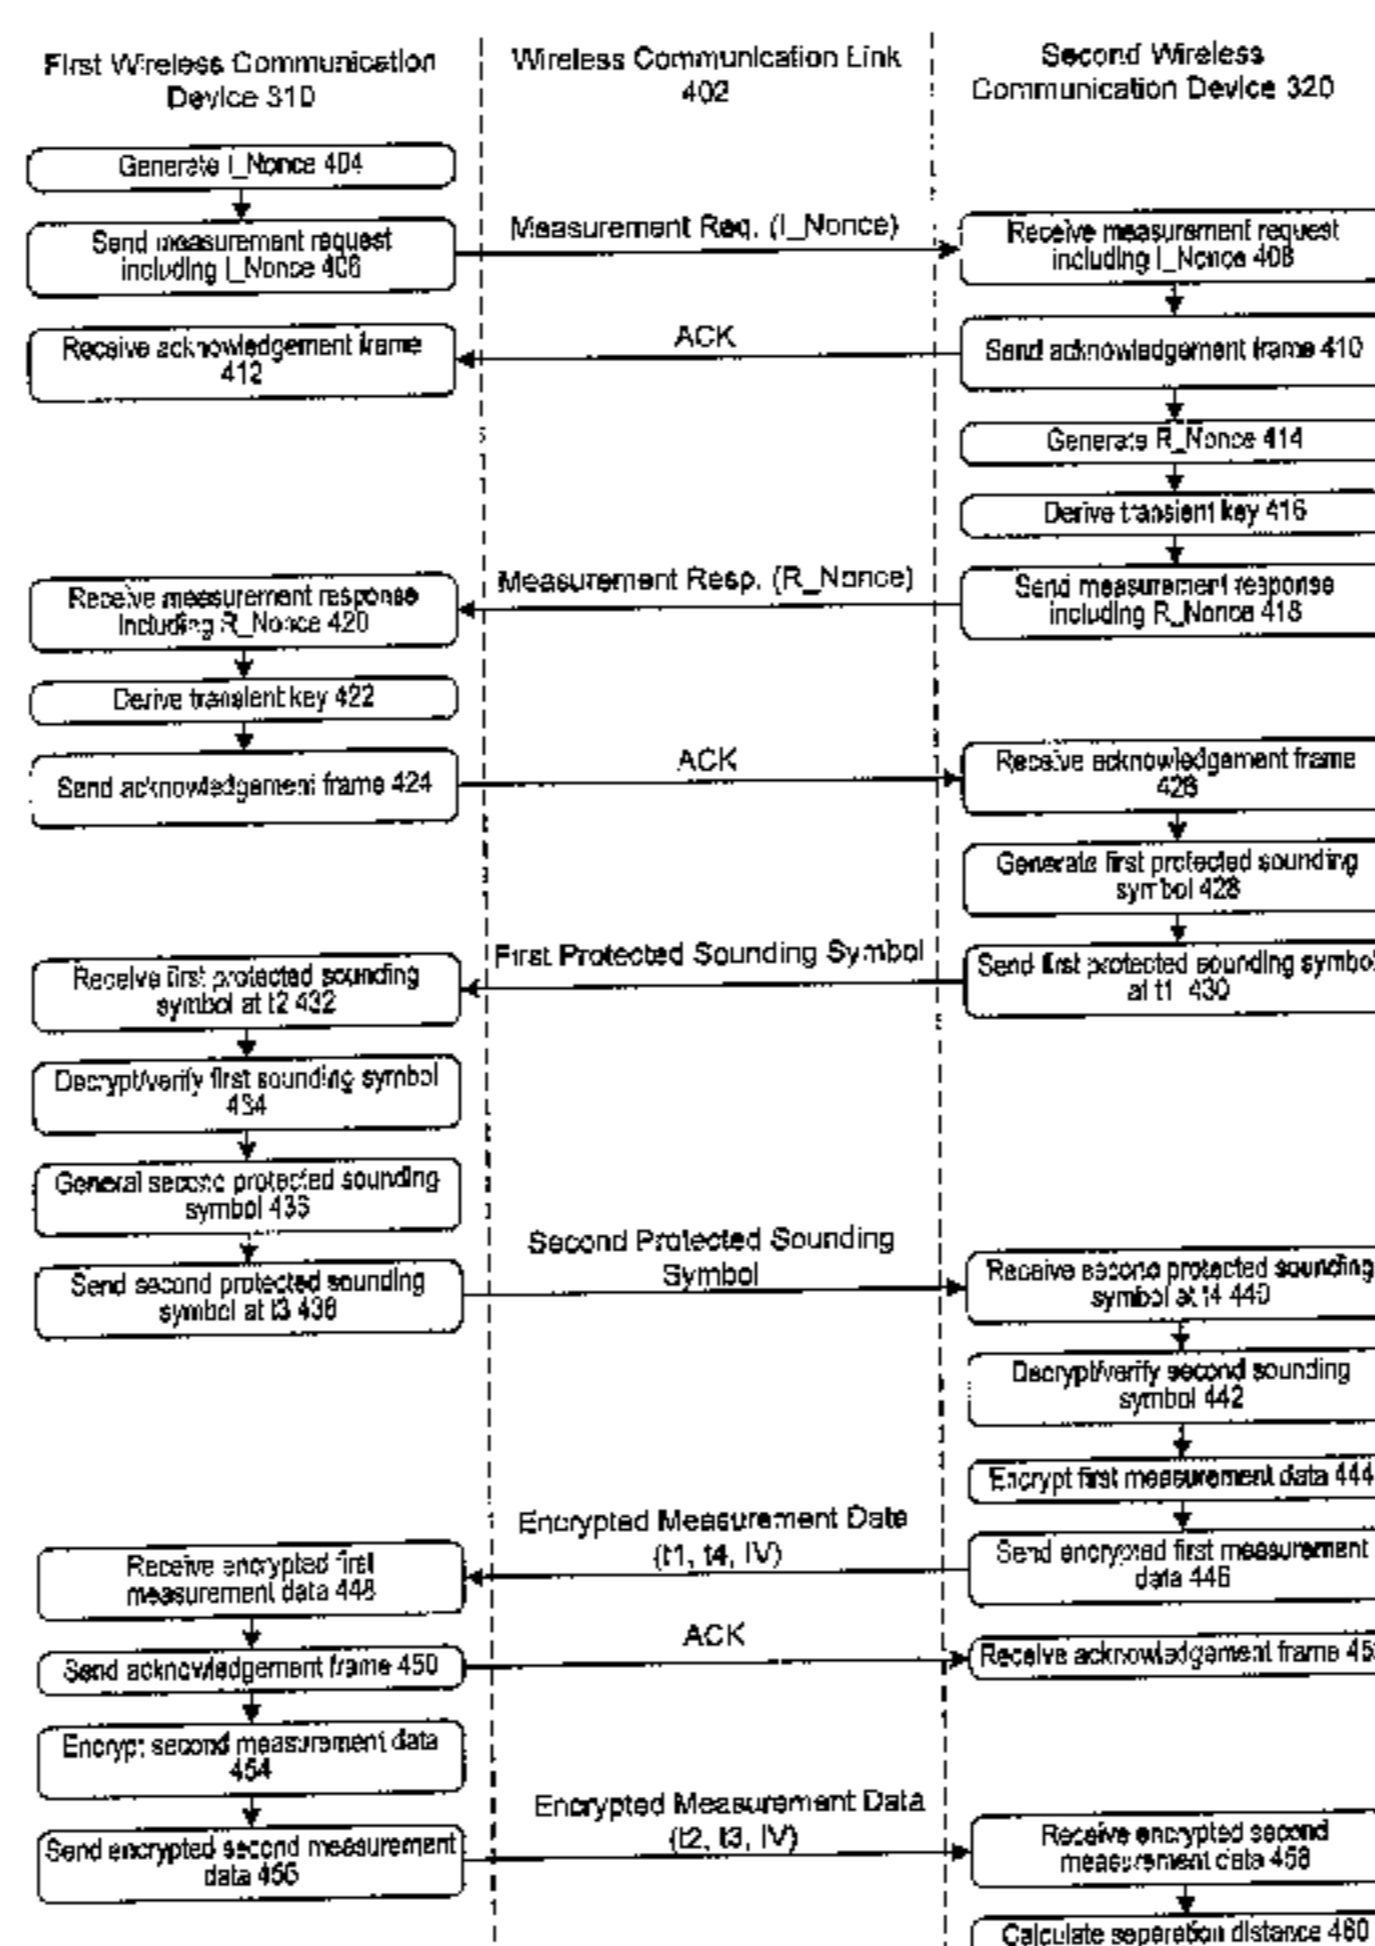 First Wireless Communication
Device 310
Wireless Communication Link
402
Second Wireless
Communication Device 320
Generate I_Nonce 404
Send measurement request
including I_Nonce 406
Measurement Req. (I_Nonce)
Receive measurement request
including I_Nonce 408
Receive acknowledgement frame
412
ACK
Send acknowledgement frame 410
Generate R_Nonce 414
Derive transient key 416
Receive measurement response
including R_Nonce 420
Measurement Resp. (R_Nonce)
Send measurement response
including R_Nonce 418
Derive transient key 422
Send acknowledgement frame 424
ACK
Receive acknowledgement frame
426
Generate first protected sounding
symbol 428
Receive first protected sounding
symbol at t2 432
First Protected Sounding Symbol
Send first protected sounding symbol
at t1 430
Decrypt/verify first sounding symbol
434
General second protected sounding
symbol 436
Send second protected sounding
symbol at t3 438
Second Protected Sounding
Symbol
Receive second protected sounding
symbol at t4 440
Decrypt/verify second sounding
symbol 442
Encrypt first measurement data 444
Receive encrypted first
measurement data 448
Encrypted Measurement Data
(t1, t4, IV)
Send encrypted first measurement
data 446
Send acknowledgement frame 450
ACK
Receive acknowledgement frame 45
Encrypt second measurement data
454
Send encrypted second measurement
data 456
Encrypted Measurement Data
(t2, t3, IV)
Receive encrypted second
measurement data 458
Calculate separation distance 460